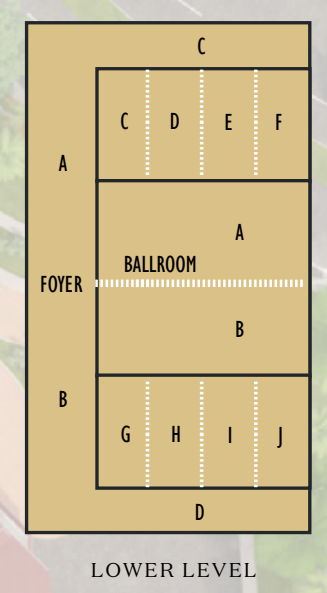 C
C D E F
A
A
BALLROOM
FOYER
B
B
G H I J
D
LOWER LEVEL